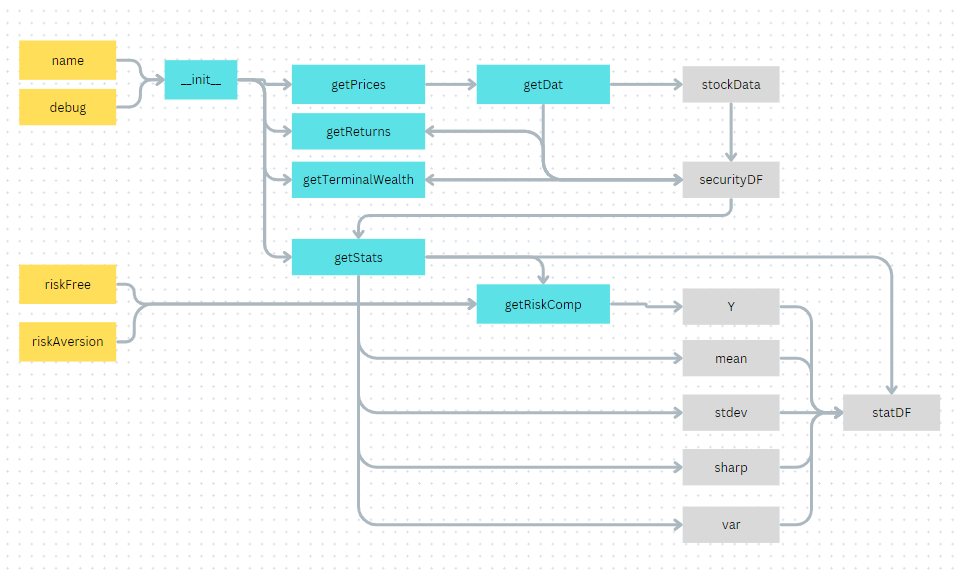 name
debug
__init__
getPrices
getDat
stockData
getReturns
getTerminalWealth
securityDF
getStats
riskFree
riskAversion
getRiskComp
Y
mean
stdev
statDF
sharp
var